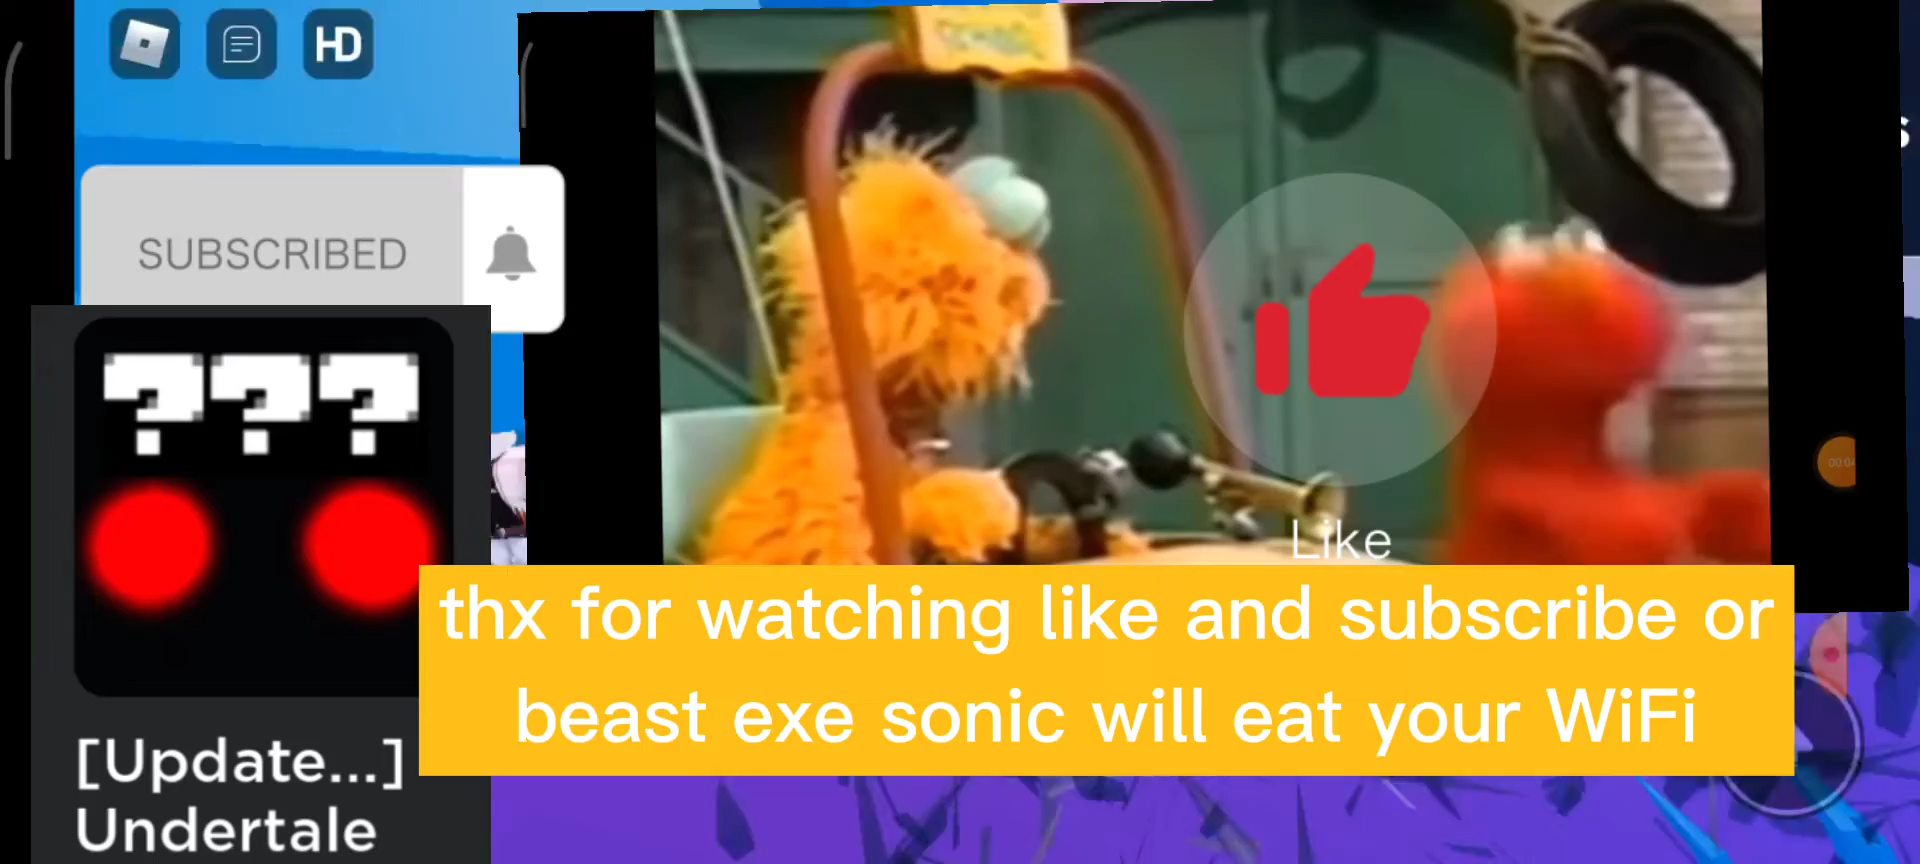 HD
SUBSCRIBED
???
Like
thx for watching like and subscribe or
beast exe sonic will eat your WiFi
[Update...]
Undertale